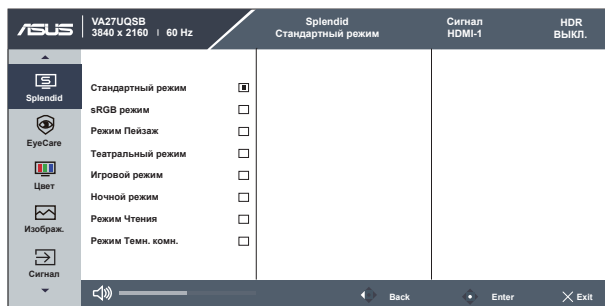 ASUS
VA27UQSB
3840 x 2160 | 60 Hz
Splendid
Стандартный режим
Сигнал
HDMI-1
HDR
ВЫКЛ.
Splendid
EyeCare
Цвет
Изображ.
Сигнал
Стандартный режим
sRGB режим
Режим Пейзаж
Театральный режим
Игровой режим
Ночной режим
Режим Чтения
Режим Темн. комн.
Back
Enter
Exit